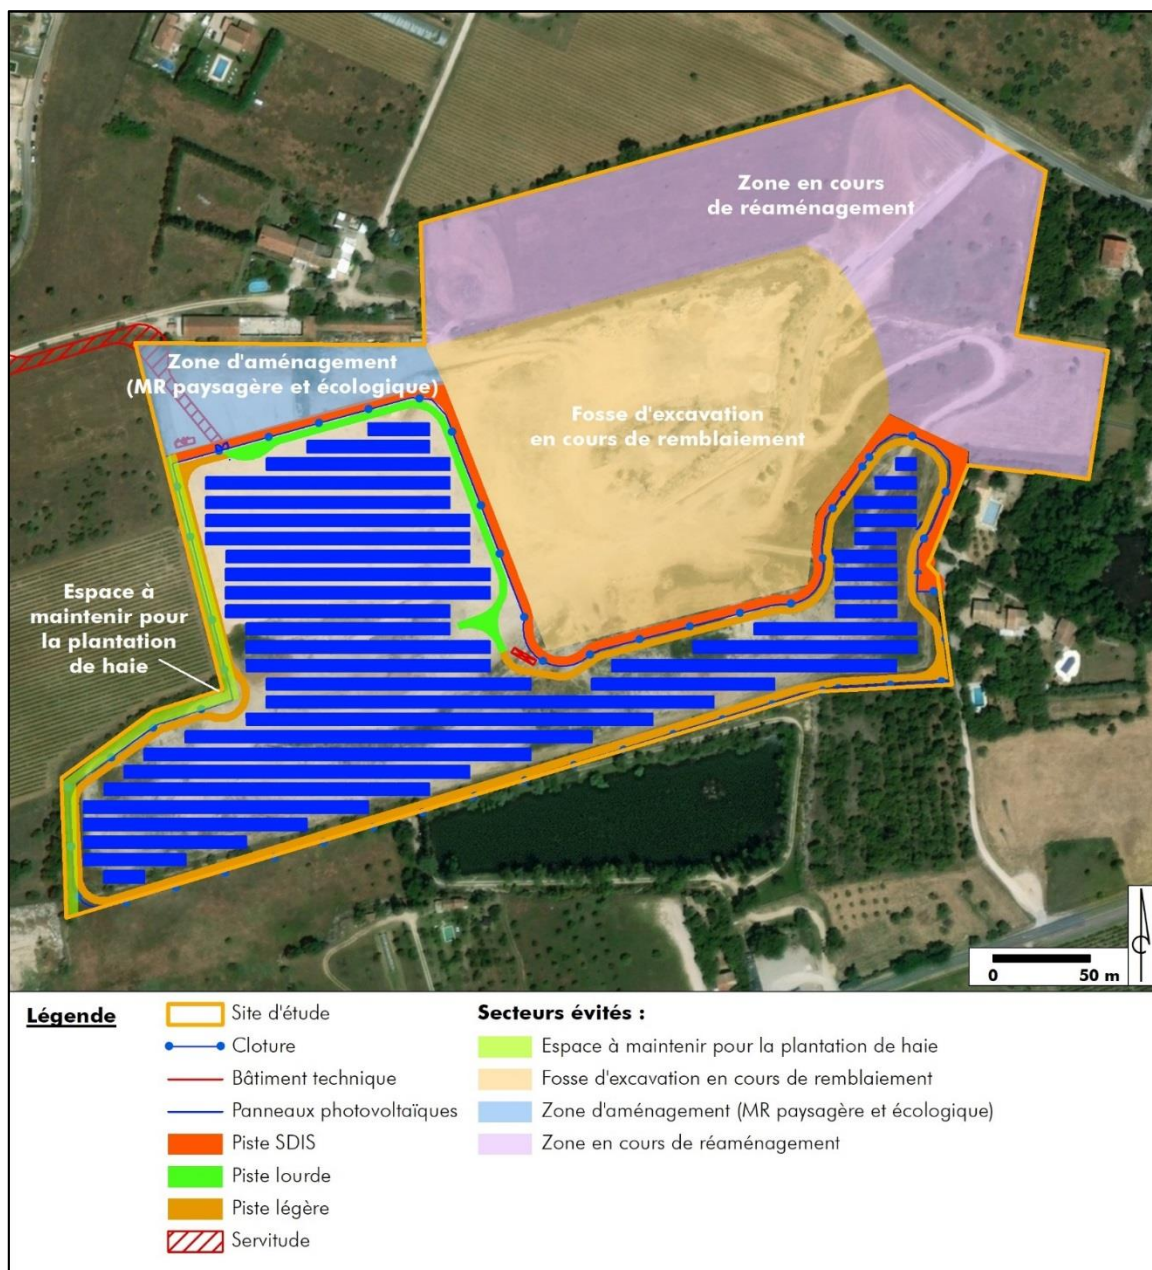 Zone en cours
de réaménagement
Zone d'aménagement
(MR paysagère et écologique)
Fosse d'excavation
en cours de remblaiement
Espace à
maintenir pour
la plantation
de haie
0 50 m
Légende
Site d'étude
Cloture
Bâtiment technique
Panneaux photovoltaïques
Piste SDIS
Piste lourde
Piste légère
Servitude
Secteurs évités :
Espace à maintenir pour la plantation de haie
Fosse d'excavation en cours de remblaiement
Zone d'aménagement (MR paysagère et écologique)
Zone en cours de réaménagement